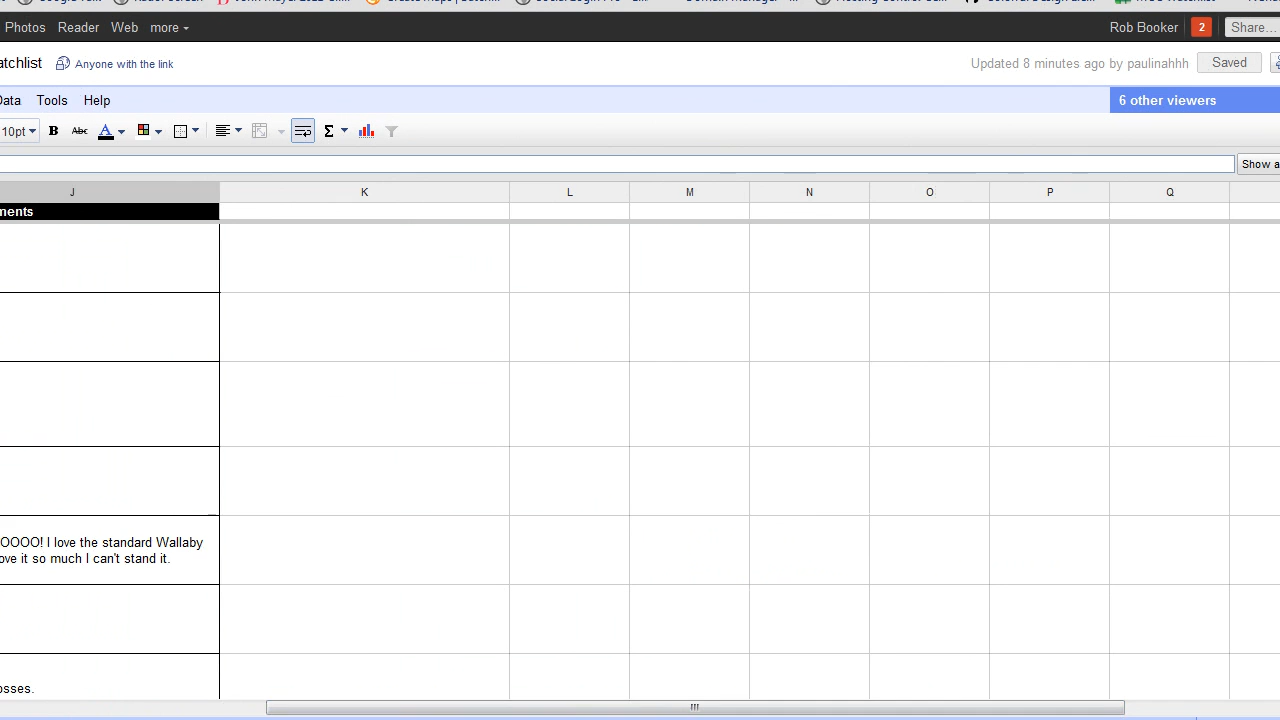 Photos Reader Web more Rob Booker 2 Share...
atchlist Anyone with the link Updated 8 minutes ago by paulinahhh Saved
Data Tools Help 6 other viewers
10pt B Abc A Σ
Show a
J K L M N O P Q
ments
OOOO! I love the standard Wallaby
ove it so much I can't stand it.
osses.